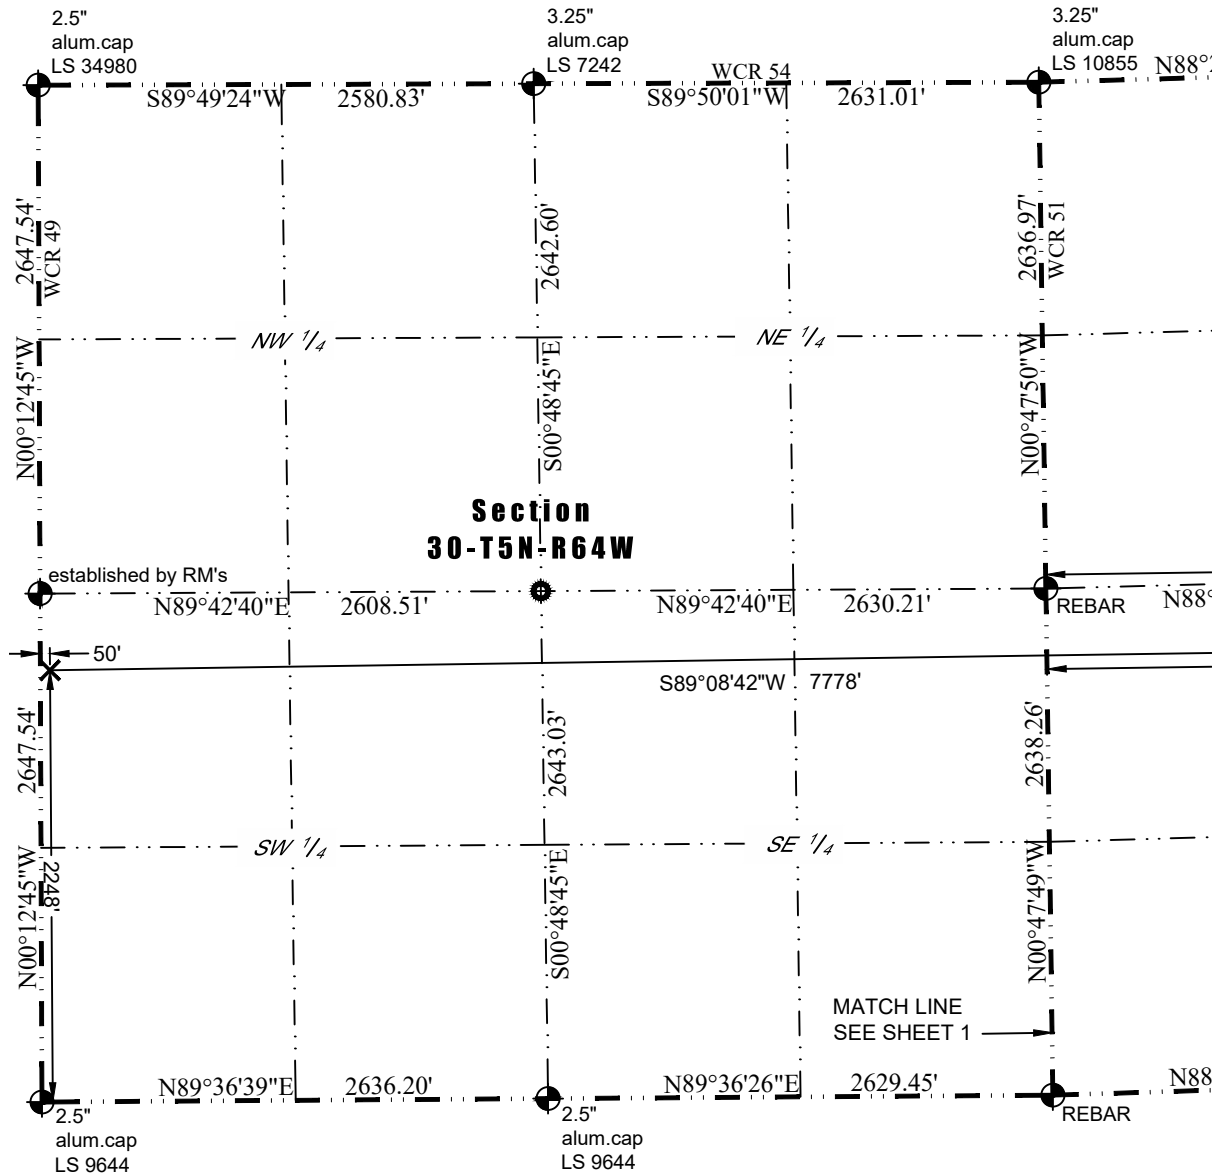 2.5"
alum.cap
LS 34980
3.25"
alum.cap
LS 7242
3.25"
alum.cap
LS 10855
WCR 54
N88°2
S89°49'24"W 2580.83'
S89°50'01"W 2631.01'
2647.54'
WCR 49
N00°12'45"W
2642.60'
S00°48'45"E
2636.97'
WCR 51
N00°47'50"W
NW 1/4
NE 1/4
Section
30-T5N-R64W
established by RM's
N89°42'40"E 2608.51'
N89°42'40"E 2630.21'
REBAR
N88°
50'
S89°08'42"W 7778'
2647.54'
N00°12'45"W
2248'
2643.03'
S00°48'45"E
2638.26'
N00°47'49"W
SW 1/4
SE 1/4
MATCH LINE
SEE SHEET 1
N89°36'39"E 2636.20'
N89°36'26"E 2629.45'
N88
2.5"
alum.cap
LS 9644
2.5"
alum.cap
LS 9644
REBAR